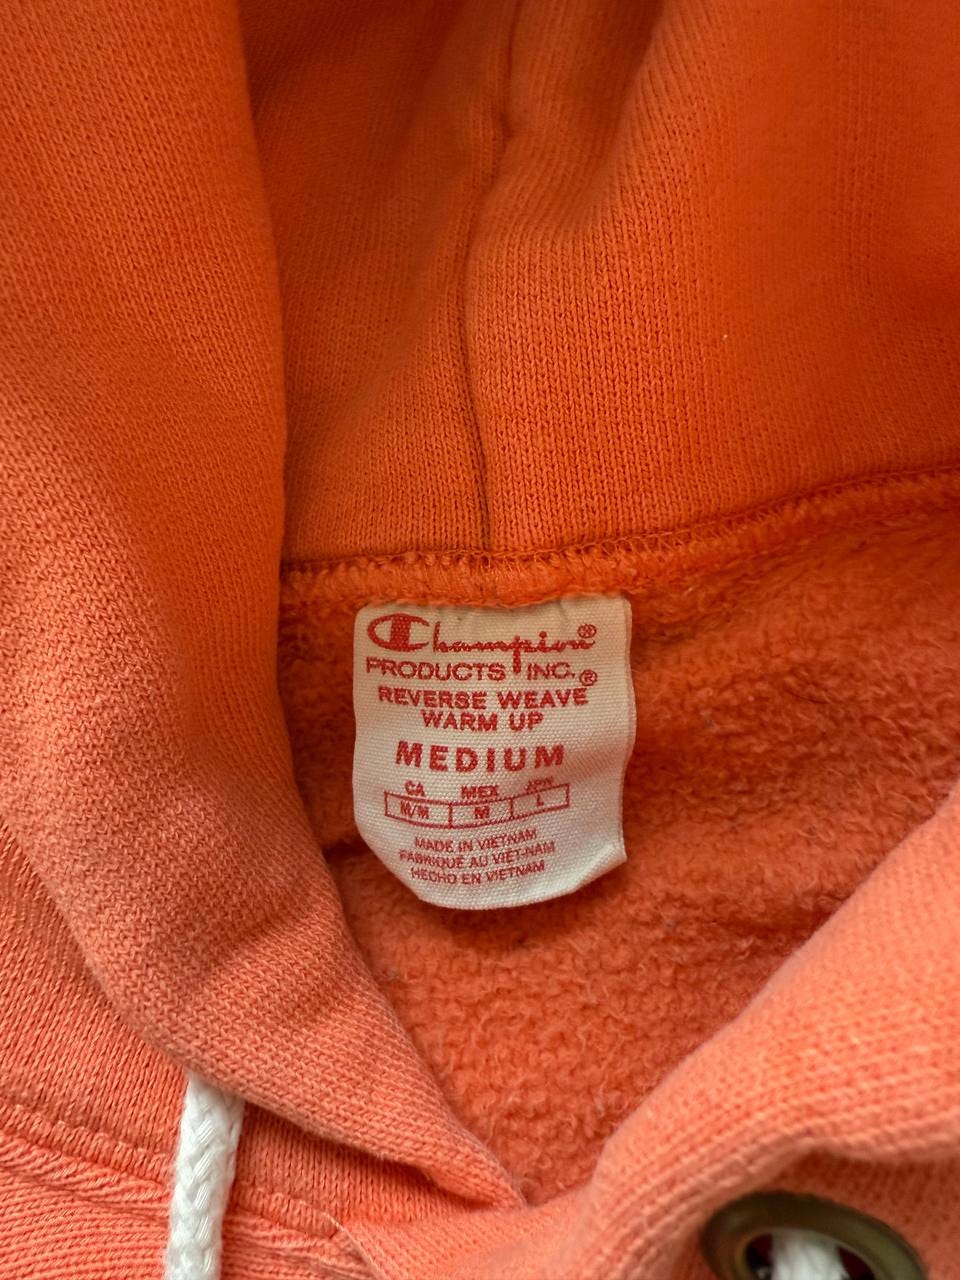 Champion®
PRODUCTS INC.
REVERSE WEAVE®
WARM UP
MEDIUM
CA MEX JPN
M/M M L
MADE IN VIETNAM
FABRIQUÉ AU VIÊT-NAM
HECHO EN VIETNAM